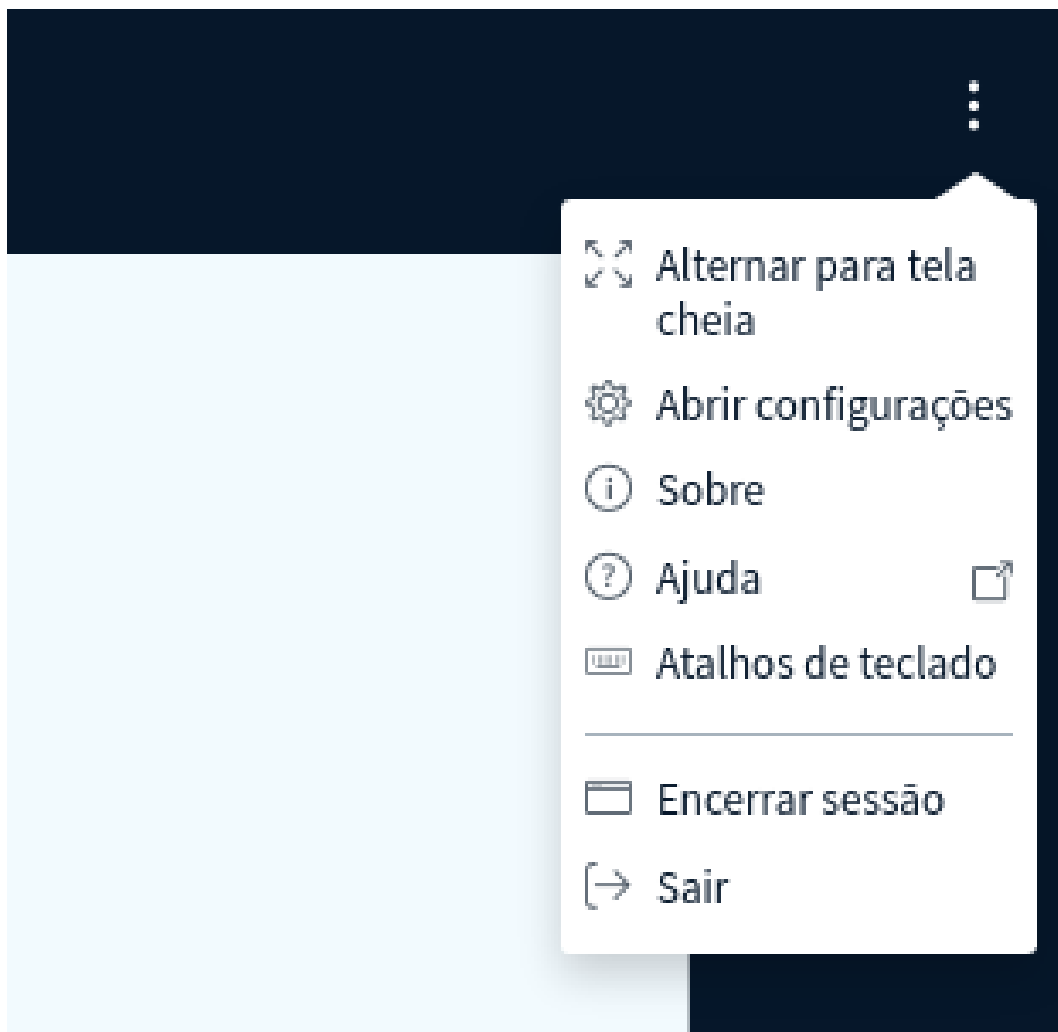 Alternar para tela
cheia
Abrir configurações
Sobre
Ajuda
Atalhos de teclado
Encerrar sessão
Sair